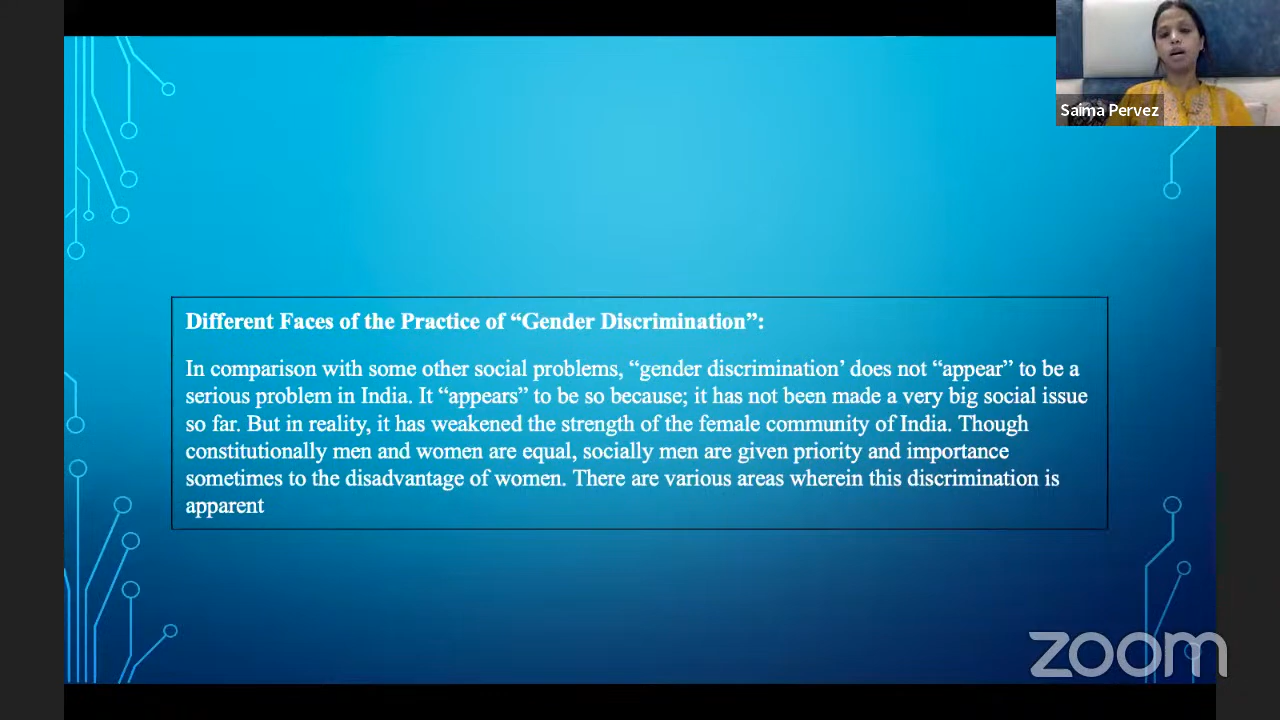 Saima Pervez
Different Faces of the Practice of “Gender Discrimination”:
In comparison with some other social problems, “gender discrimination’ does not “appear” to be a
serious problem in India. It “appears” to be so because; it has not been made a very big social issue
so far. But in reality, it has weakened the strength of the female community of India. Though
constitutionally men and women are equal, socially men are given priority and importance
sometimes to the disadvantage of women. There are various areas wherein this discrimination is
apparent
zoom